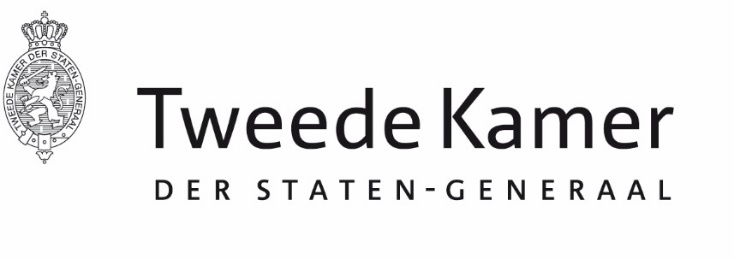 TWEEDE KAMER DER STATEN-GENERAAL
Tweede Kamer
DER STATEN-GENERAAL